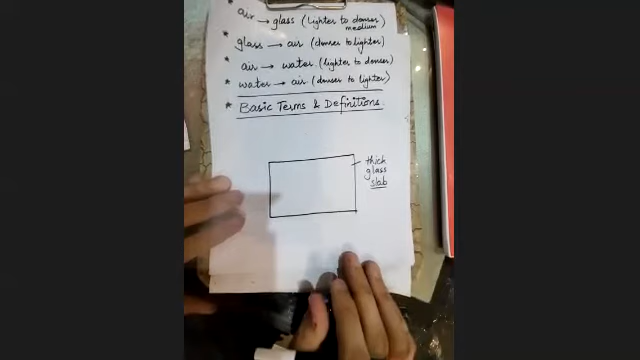 * air → glass (lighter to denser medium)
* glass → air (denser to lighter)
* air → water (lighter to denser)
* water → air (denser to lighter)
* Basic Terms & Definitions.
thick
glass
slab